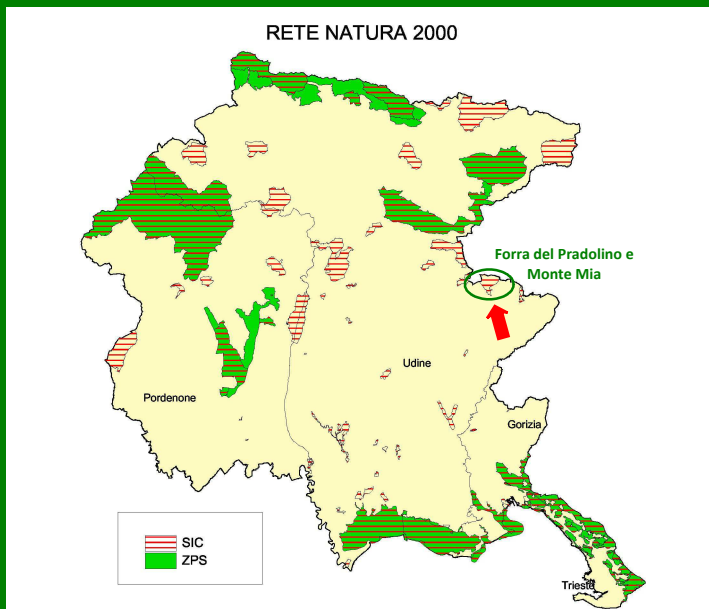 RETE NATURA 2000
Forra del Pradolino e
Monte Mia
Udine
Pordenone
Gorizia
SIC
ZPS
Trieste